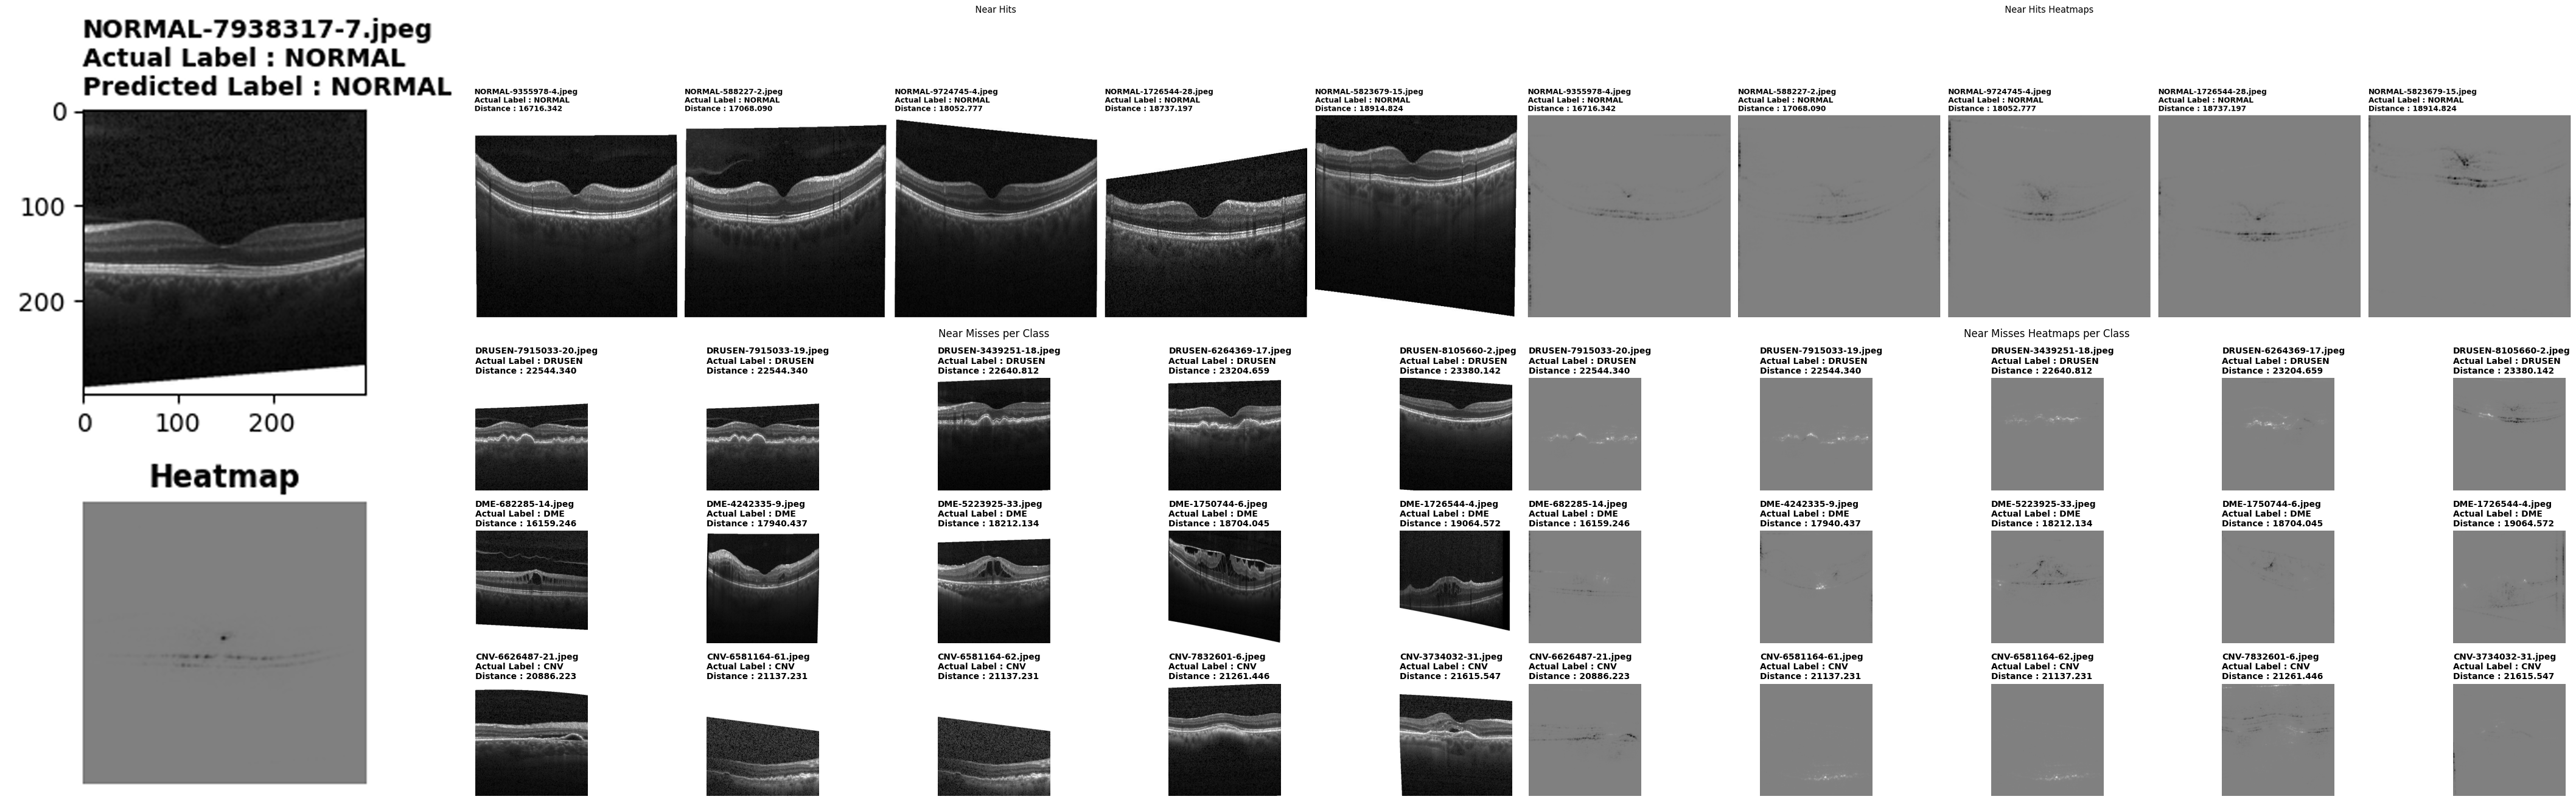 NORMAL-7938317-7.jpeg
Actual Label : NORMAL
Predicted Label : NORMAL
0
100
200
0
100
200
Heatmap
Near Hits
NORMAL-9355978-4.jpeg
Actual Label : NORMAL
Distance : 16716.342
NORMAL-588227-2.jpeg
Actual Label : NORMAL
Distance : 17068.090
NORMAL-9724745-4.jpeg
Actual Label : NORMAL
Distance : 18052.777
NORMAL-1726544-28.jpeg
Actual Label : NORMAL
Distance : 18737.197
NORMAL-5823679-15.jpeg
Actual Label : NORMAL
Distance : 18914.824
Near Hits Heatmaps
NORMAL-9355978-4.jpeg
Actual Label : NORMAL
Distance : 16716.342
NORMAL-588227-2.jpeg
Actual Label : NORMAL
Distance : 17068.090
NORMAL-9724745-4.jpeg
Actual Label : NORMAL
Distance : 18052.777
NORMAL-1726544-28.jpeg
Actual Label : NORMAL
Distance : 18737.197
NORMAL-5823679-15.jpeg
Actual Label : NORMAL
Distance : 18914.824
Near Misses per Class
DRUSEN-7915033-20.jpeg
Actual Label : DRUSEN
Distance : 22544.340
DRUSEN-7915033-19.jpeg
Actual Label : DRUSEN
Distance : 22544.340
DRUSEN-3439251-18.jpeg
Actual Label : DRUSEN
Distance : 22640.812
DRUSEN-6264369-17.jpeg
Actual Label : DRUSEN
Distance : 23204.659
DRUSEN-8105660-2.jpeg
Actual Label : DRUSEN
Distance : 23380.142
DME-682285-14.jpeg
Actual Label : DME
Distance : 16159.246
DME-4242335-9.jpeg
Actual Label : DME
Distance : 17940.437
DME-5223925-33.jpeg
Actual Label : DME
Distance : 18212.134
DME-1750744-6.jpeg
Actual Label : DME
Distance : 18704.045
DME-1726544-4.jpeg
Actual Label : DME
Distance : 19064.572
CNV-6626487-21.jpeg
Actual Label : CNV
Distance : 20886.223
CNV-6581164-61.jpeg
Actual Label : CNV
Distance : 21137.231
CNV-6581164-62.jpeg
Actual Label : CNV
Distance : 21137.231
CNV-7832601-6.jpeg
Actual Label : CNV
Distance : 21261.446
CNV-3734032-31.jpeg
Actual Label : CNV
Distance : 21615.547
Near Misses Heatmaps per Class
DRUSEN-7915033-20.jpeg
Actual Label : DRUSEN
Distance : 22544.340
DRUSEN-7915033-19.jpeg
Actual Label : DRUSEN
Distance : 22544.340
DRUSEN-3439251-18.jpeg
Actual Label : DRUSEN
Distance : 22640.812
DRUSEN-6264369-17.jpeg
Actual Label : DRUSEN
Distance : 23204.659
DRUSEN-8105660-2.jpeg
Actual Label : DRUSEN
Distance : 23380.142
DME-682285-14.jpeg
Actual Label : DME
Distance : 16159.246
DME-4242335-9.jpeg
Actual Label : DME
Distance : 17940.437
DME-5223925-33.jpeg
Actual Label : DME
Distance : 18212.134
DME-1750744-6.jpeg
Actual Label : DME
Distance : 18704.045
DME-1726544-4.jpeg
Actual Label : DME
Distance : 19064.572
CNV-6626487-21.jpeg
Actual Label : CNV
Distance : 20886.223
CNV-6581164-61.jpeg
Actual Label : CNV
Distance : 21137.231
CNV-6581164-62.jpeg
Actual Label : CNV
Distance : 21137.231
CNV-7832601-6.jpeg
Actual Label : CNV
Distance : 21261.446
CNV-3734032-31.jpeg
Actual Label : CNV
Distance : 21615.547